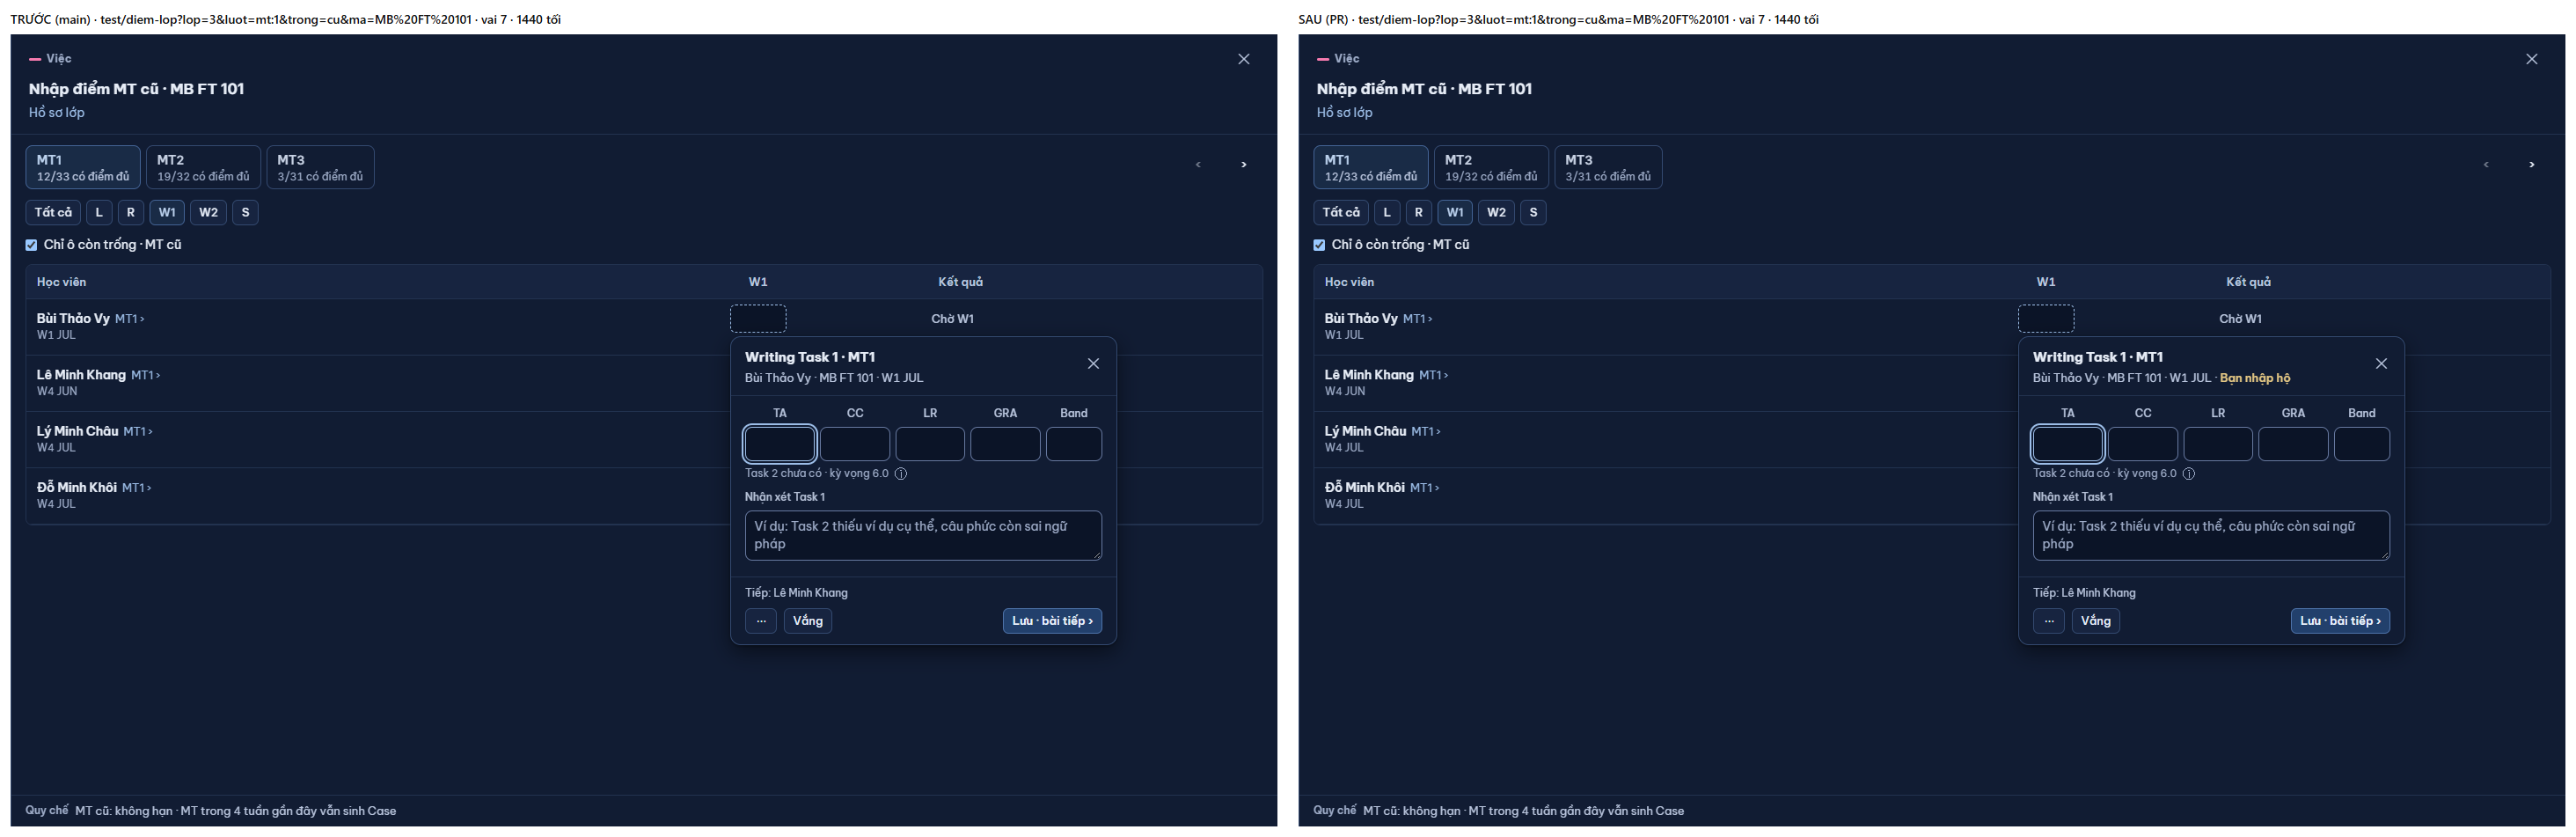 TRƯỚC (main) · test/diem-lop?lop=3&luot=mt:1&trong=cu&ma=MB%20FT%20101 · vai 7 · 1440 tối
Việc
Nhập điểm MT cũ · MB FT 101
Hồ sơ lớp
MT1 MT2 MT3
12/33 có điểm đủ 19/32 có điểm đủ 3/31 có điểm đủ
Tất cả L R W1 W2 S
Chỉ ô còn trống · MT cũ
Học viên W1 Kết quả
Bùi Thảo Vy MT1 › Chờ W1
W1 JUL
Lê Minh Khang MT1 ›
W4 JUN
Lý Minh Châu MT1 ›
W4 JUL
Đỗ Minh Khôi MT1 ›
W4 JUL
Writing Task 1 · MT1
Bùi Thảo Vy · MB FT 101 · W1 JUL
TA CC LR GRA Band
Task 2 chưa có · kỳ vọng 6.0
Nhận xét Task 1
Ví dụ: Task 2 thiếu ví dụ cụ thể, câu phức còn sai ngữ
pháp
Tiếp: Lê Minh Khang
··· Vắng Lưu · bài tiếp ›
Quy chế MT cũ: không hạn · MT trong 4 tuần gần đây vẫn sinh Case
SAU (PR) · test/diem-lop?lop=3&luot=mt:1&trong=cu&ma=MB%20FT%20101 · vai 7 · 1440 tối
Việc
Nhập điểm MT cũ · MB FT 101
Hồ sơ lớp
MT1 MT2 MT3
12/33 có điểm đủ 19/32 có điểm đủ 3/31 có điểm đủ
Tất cả L R W1 W2 S
Chỉ ô còn trống · MT cũ
Học viên W1 Kết quả
Bùi Thảo Vy MT1 › Chờ W1
W1 JUL
Lê Minh Khang MT1 ›
W4 JUN
Lý Minh Châu MT1 ›
W4 JUL
Đỗ Minh Khôi MT1 ›
W4 JUL
Writing Task 1 · MT1
Bùi Thảo Vy · MB FT 101 · W1 JUL · Bạn nhập hộ
TA CC LR GRA Band
Task 2 chưa có · kỳ vọng 6.0
Nhận xét Task 1
Ví dụ: Task 2 thiếu ví dụ cụ thể, câu phức còn sai ngữ
pháp
Tiếp: Lê Minh Khang
··· Vắng Lưu · bài tiếp ›
Quy chế MT cũ: không hạn · MT trong 4 tuần gần đây vẫn sinh Case